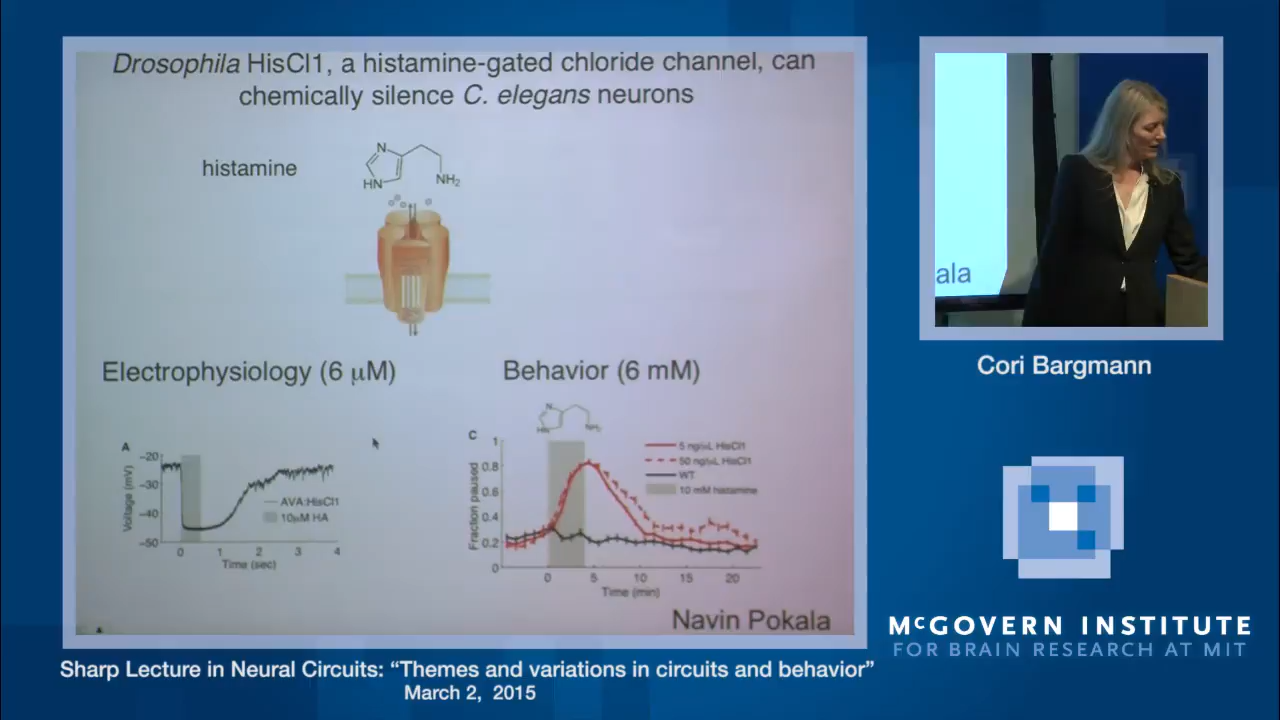 Drosophila HisCl1, a histamine-gated chloride channel, can
chemically silence C. elegans neurons
histamine
N
HN
NH2
Electrophysiology (6 μM)
Behavior (6 mM)
A
Voltage (mV)
−20
−30
−40
−50
0 1 2 3 4
Time (sec)
AVA:HisCl1
10μM HA
N
HN
NH2
C
Fraction paused
1
0.8
0.6
0.4
0.2
0
0 5 10 15 20
Time (min)
5 ng/μL HisCl1
50 ng/μL HisCl1
WT
10 mM histamine
Navin Pokala
ala
Cori Bargmann
McGOVERN INSTITUTE
FOR BRAIN RESEARCH AT MIT
Sharp Lecture in Neural Circuits: “Themes and variations in circuits and behavior”
March 2, 2015